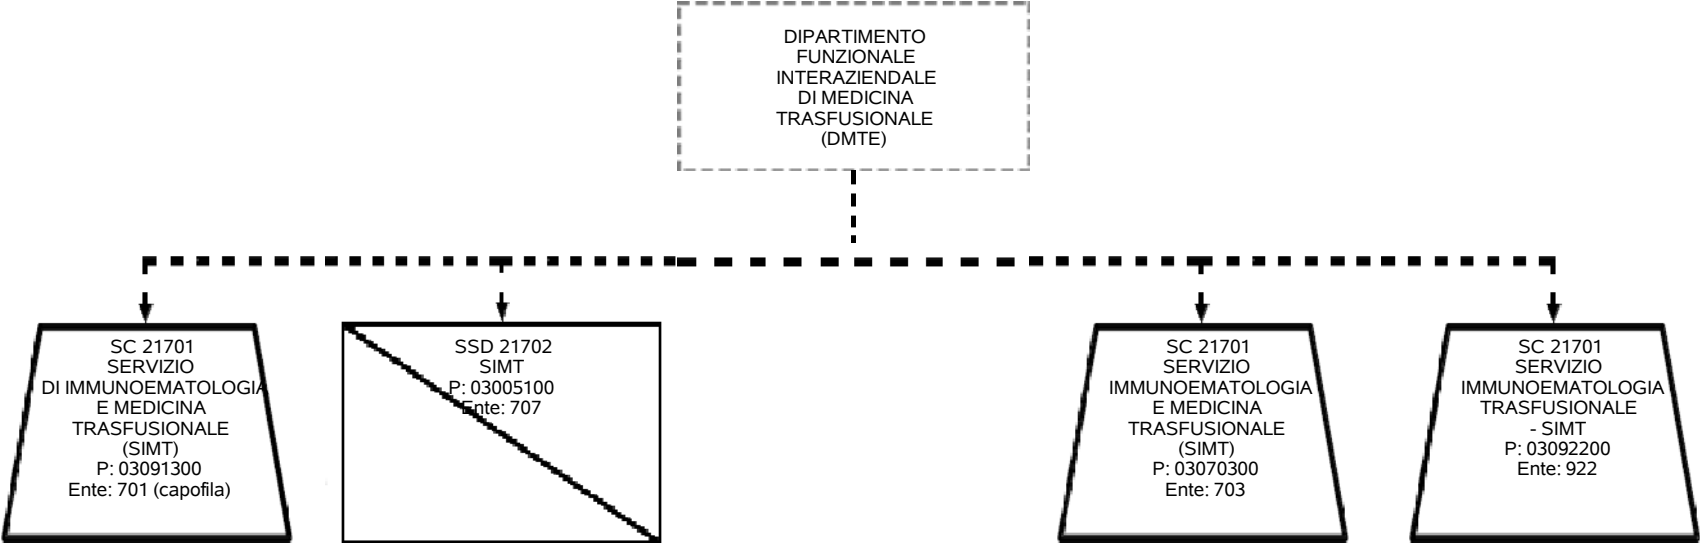 DIPARTIMENTO
FUNZIONALE
INTERAZIENDALE
DI MEDICINA
TRASFUSIONALE
(DMTE)
SC 21701
SERVIZIO
DI IMMUNOEMATOLOGIA
E MEDICINA
TRASFUSIONALE
(SIMT)
P: 03091300
Ente: 701 (capofila)
SSD 21702
SIMT
P: 03005100
Ente: 707
SC 21701
SERVIZIO
IMMUNOEMATOLOGIA
E MEDICINA
TRASFUSIONALE
(SIMT)
P: 03070300
Ente: 703
SC 21701
SERVIZIO
IMMUNOEMATOLOGIA
TRASFUSIONALE
- SIMT
P: 03092200
Ente: 922